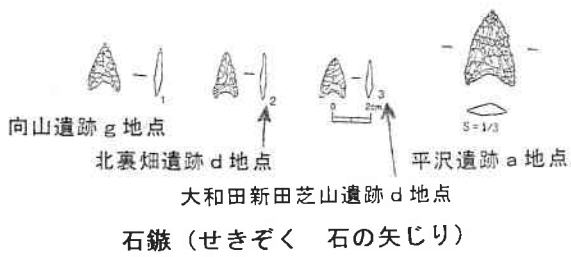 1
2
3
0 2cm
S=1/3
向山遺跡g地点
北裏畑遺跡d地点
平沢遺跡a地点
大和田新田芝山遺跡d地点
石鏃(せきぞく 石の矢じり)